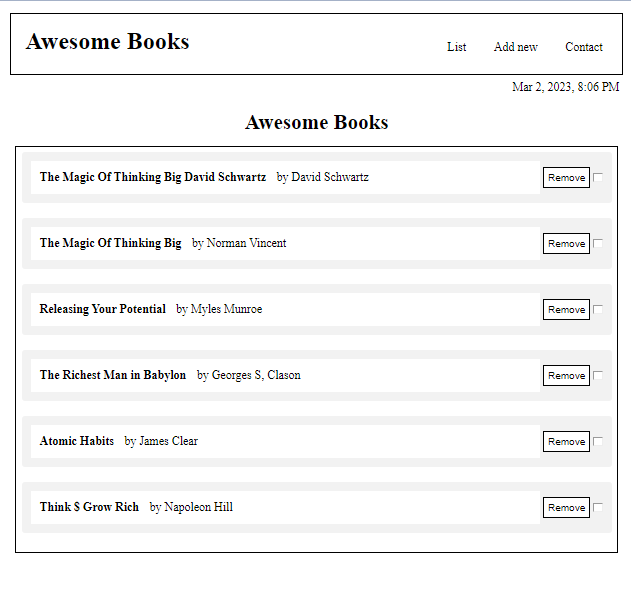 Awesome Books List Add new Contact
Mar 2, 2023, 8:06 PM
Awesome Books
The Magic Of Thinking Big David Schwartz by David Schwartz Remove
The Magic Of Thinking Big by Norman Vincent Remove
Releasing Your Potential by Myles Munroe Remove
The Richest Man in Babylon by Georges S, Clason Remove
Atomic Habits by James Clear Remove
Think $ Grow Rich by Napoleon Hill Remove